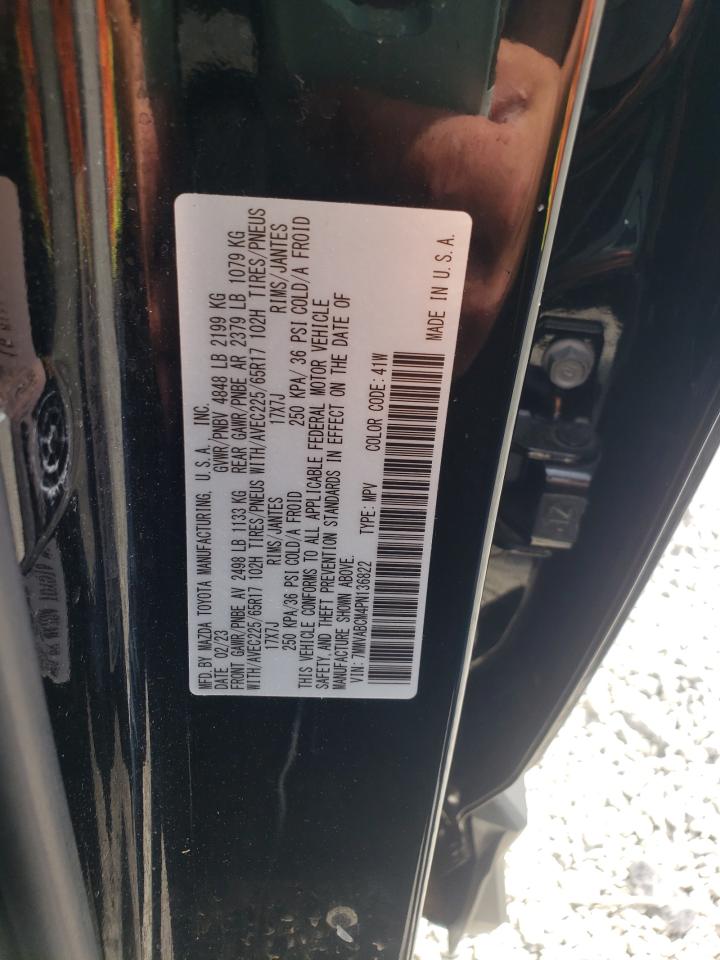 MFD. BY MAZDA TOYOTA MANUFACTURING, U.S.A., INC.
DATE: 02/23 GVWR/PNBV 4848 LB 2199 KG
FRONT GAWR/PNBE AV 2498 LB 1133 KG REAR GAWR/PNBE AR 2379 LB 1079 KG
WITH/AVEC225/65R17 102H TIRES/PNEUS WITH/AVEC225/65R17 102H TIRES/PNEUS
17X7J RIMS/JANTES 17X7J RIMS/JANTES
250 KPA/36 PSI COLD/A FROID 250 KPA/ 36 PSI COLD/A FROID
THIS VEHICLE CONFORMS TO ALL APPLICABLE FEDERAL MOTOR VEHICLE
SAFETY AND THEFT PREVENTION STANDARDS IN EFFECT ON THE DATE OF
MANUFACTURE SHOWN ABOVE.
VIN: 7MMVABCM4PN136822 TYPE: MPV COLOR CODE: 41W
MADE IN U.S.A.